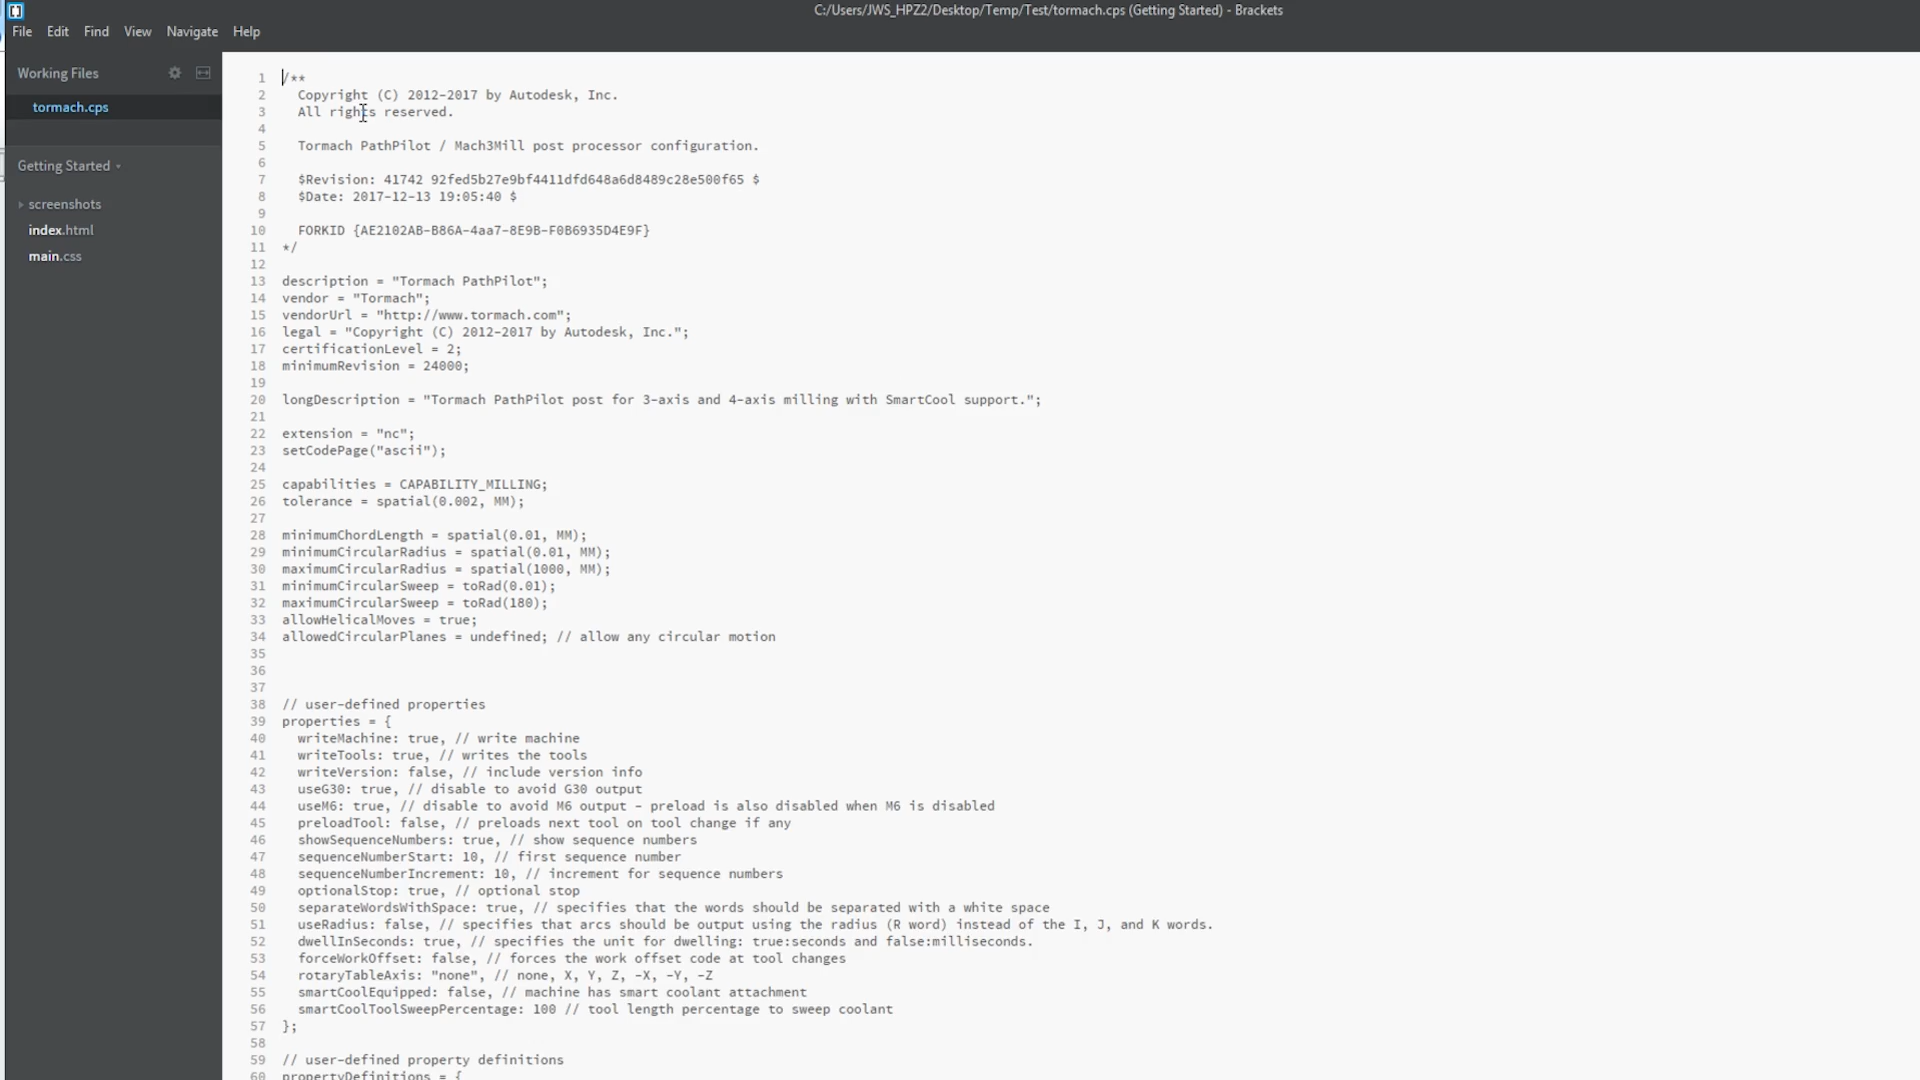 C:/Users/JWS_HPZ2/Desktop/Temp/Test/tormach.cps (Getting Started) - Brackets
File Edit Find View Navigate Help
Working Files
tormach.cps
Getting Started
screenshots
index.html
main.css
1 /**
2 Copyright (C) 2012-2017 by Autodesk, Inc.
3 All rights reserved.
4
5 Tormach PathPilot / Mach3Mill post processor configuration.
6
7 $Revision: 41742 92fed5b27e9bf4411dfd648a6d8489c28e500f65 $
8 $Date: 2017-12-13 19:05:40 $
9
10 FORKID {AE2102AB-B86A-4aa7-8E9B-F0B6935D4E9F}
11 */
12
13 description = "Tormach PathPilot";
14 vendor = "Tormach";
15 vendorUrl = "http://www.tormach.com";
16 legal = "Copyright (C) 2012-2017 by Autodesk, Inc.";
17 certificationLevel = 2;
18 minimumRevision = 24000;
19
20 longDescription = "Tormach PathPilot post for 3-axis and 4-axis milling with SmartCool support.";
21
22 extension = "nc";
23 setCodePage("ascii");
24
25 capabilities = CAPABILITY_MILLING;
26 tolerance = spatial(0.002, MM);
27
28 minimumChordLength = spatial(0.01, MM);
29 minimumCircularRadius = spatial(0.01, MM);
30 maximumCircularRadius = spatial(1000, MM);
31 minimumCircularSweep = toRad(0.01);
32 maximumCircularSweep = toRad(180);
33 allowHelicalMoves = true;
34 allowedCircularPlanes = undefined; // allow any circular motion
35
36
37
38 // user-defined properties
39 properties = {
40 writeMachine: true, // write machine
41 writeTools: true, // writes the tools
42 writeVersion: false, // include version info
43 useG30: true, // disable to avoid G30 output
44 useM6: true, // disable to avoid M6 output - preload is also disabled when M6 is disabled
45 preloadTool: false, // preloads next tool on tool change if any
46 showSequenceNumbers: true, // show sequence numbers
47 sequenceNumberStart: 10, // first sequence number
48 sequenceNumberIncrement: 10, // increment for sequence numbers
49 optionalStop: true, // optional stop
50 separateWordsWithSpace: true, // specifies that the words should be separated with a white space
51 useRadius: false, // specifies that arcs should be output using the radius (R word) instead of the I, J, and K words.
52 dwellInSeconds: true, // specifies the unit for dwelling: true:seconds and false:milliseconds.
53 forceWorkOffset: false, // forces the work offset code at tool changes
54 rotaryTableAxis: "none", // none, X, Y, Z, -X, -Y, -Z
55 smartCoolEquipped: false, // machine has smart coolant attachment
56 smartCoolToolSweepPercentage: 100 // tool length percentage to sweep coolant
57 };
58
59 // user-defined property definitions
60 propertyDefinitions = {